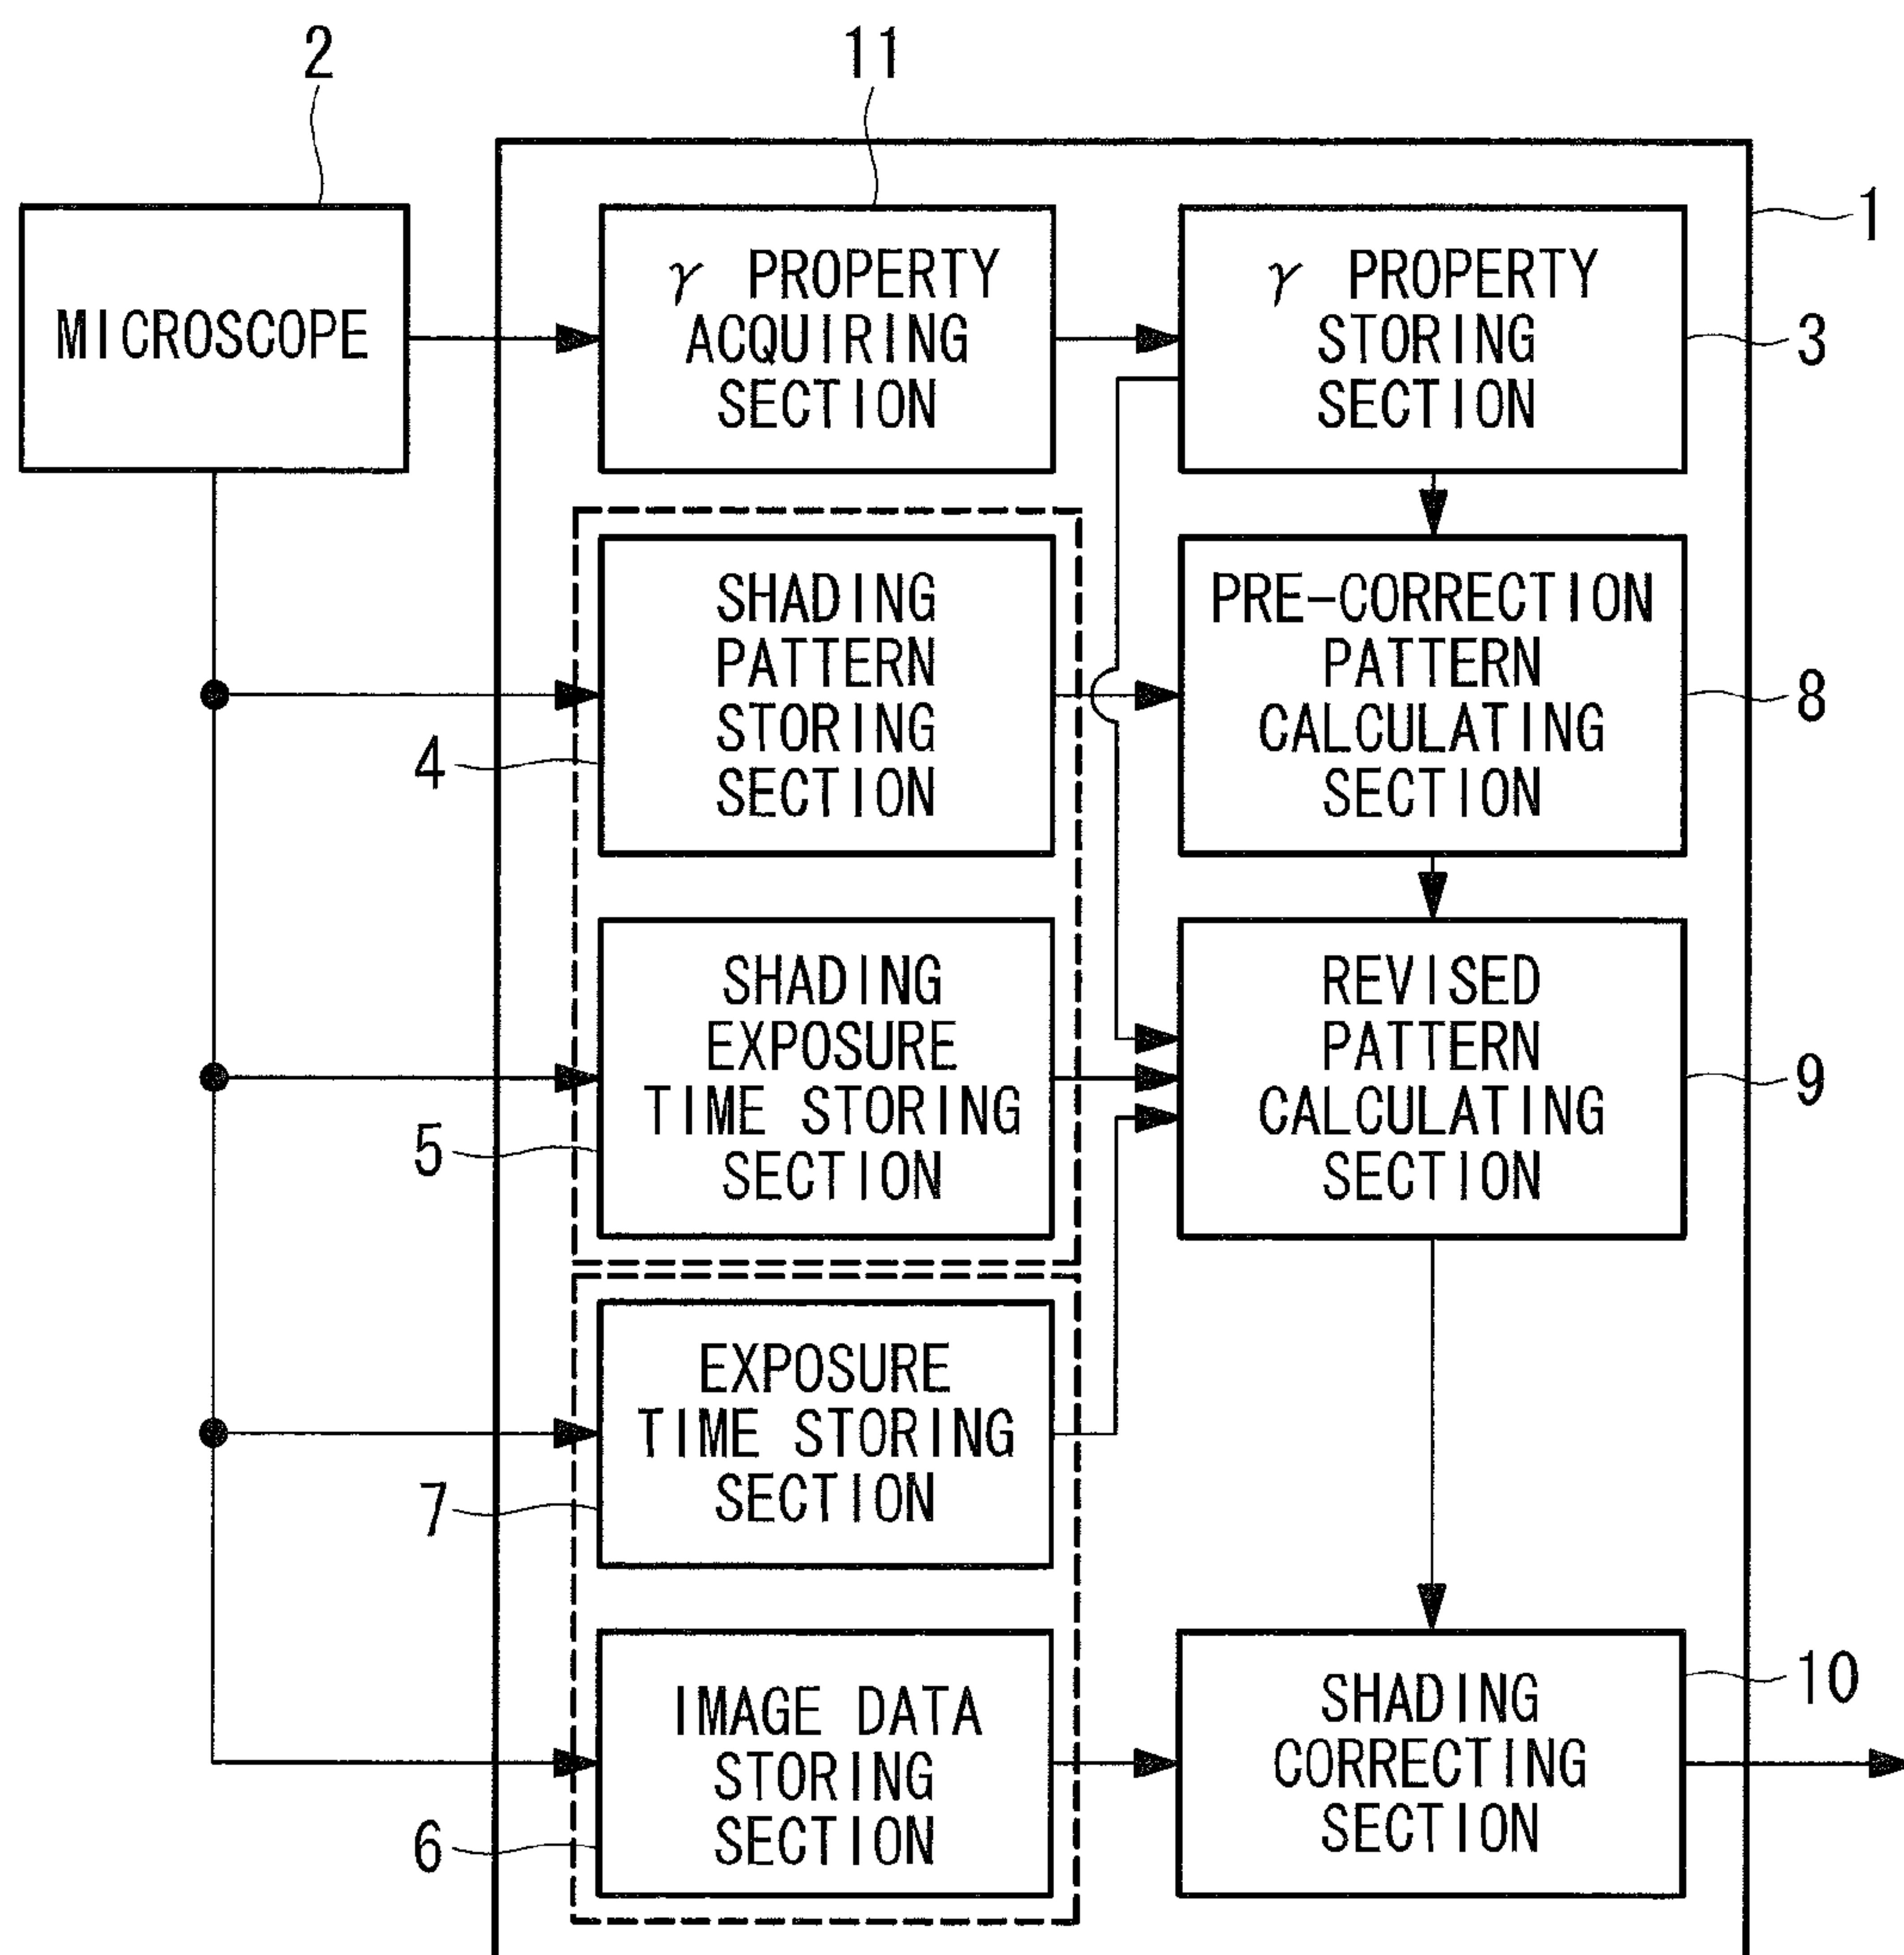 2
11
1
MICROSCOPE
γ PROPERTY
ACQUIRING
SECTION
γ PROPERTY
STORING
SECTION
3
SHADING
PATTERN
STORING
SECTION
4
PRE-CORRECTION
PATTERN
CALCULATING
SECTION
8
SHADING
EXPOSURE
TIME STORING
SECTION
5
REVISED
PATTERN
CALCULATING
SECTION
9
EXPOSURE
TIME STORING
SECTION
7
IMAGE DATA
STORING
SECTION
6
SHADING
CORRECTING
SECTION
10